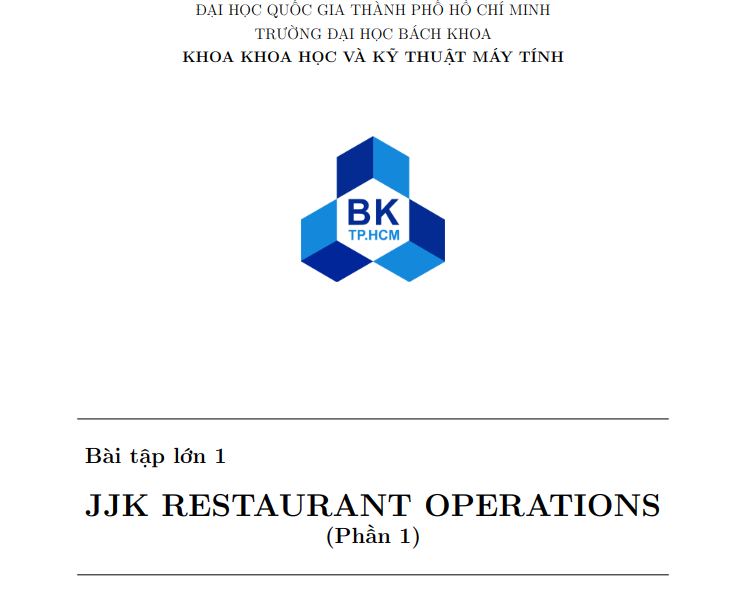 ĐẠI HỌC QUỐC GIA THÀNH PHỐ HỒ CHÍ MINH
TRƯỜNG ĐẠI HỌC BÁCH KHOA
KHOA KHOA HỌC VÀ KỸ THUẬT MÁY TÍNH
BK
TP.HCM
Bài tập lớn 1
JJK RESTAURANT OPERATIONS
(Phần 1)